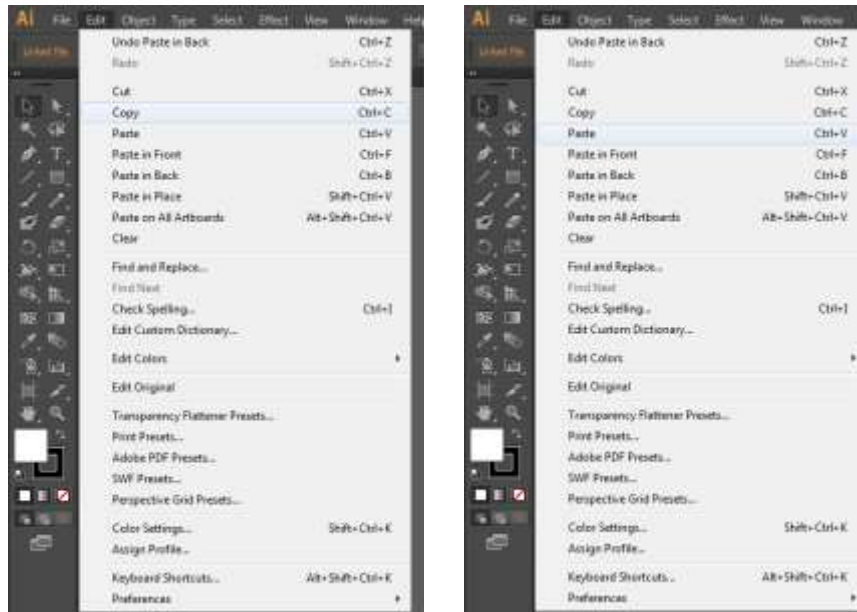 Ai File Edit Object Type Select Effect View Window Help
Linked File
Undo Paste in Back Ctrl+Z
Redo Shift+Ctrl+Z
Cut Ctrl+X
Copy Ctrl+C
Paste Ctrl+V
Paste in Front Ctrl+F
Paste in Back Ctrl+B
Paste in Place Shift+Ctrl+V
Paste on All Artboards Alt+Shift+Ctrl+V
Clear
Find and Replace...
Find Next
Check Spelling... Ctrl+I
Edit Custom Dictionary...
Edit Colors
Edit Original
Transparency Flattener Presets...
Print Presets...
Adobe PDF Presets...
SWF Presets...
Perspective Grid Presets...
Color Settings... Shift+Ctrl+K
Assign Profile...
Keyboard Shortcuts... Alt+Shift+Ctrl+K
Preferences
Ai File Edit Object Type Select Effect View Window
Linked File
Undo Paste in Back Ctrl+Z
Redo Shift+Ctrl+Z
Cut Ctrl+X
Copy Ctrl+C
Paste Ctrl+V
Paste in Front Ctrl+F
Paste in Back Ctrl+B
Paste in Place Shift+Ctrl+V
Paste on All Artboards Alt+Shift+Ctrl+V
Clear
Find and Replace...
Find Next
Check Spelling... Ctrl+I
Edit Custom Dictionary...
Edit Colors
Edit Original
Transparency Flattener Presets...
Print Presets...
Adobe PDF Presets...
SWF Presets...
Perspective Grid Presets...
Color Settings... Shift+Ctrl+K
Assign Profile...
Keyboard Shortcuts... Alt+Shift+Ctrl+K
Preferences